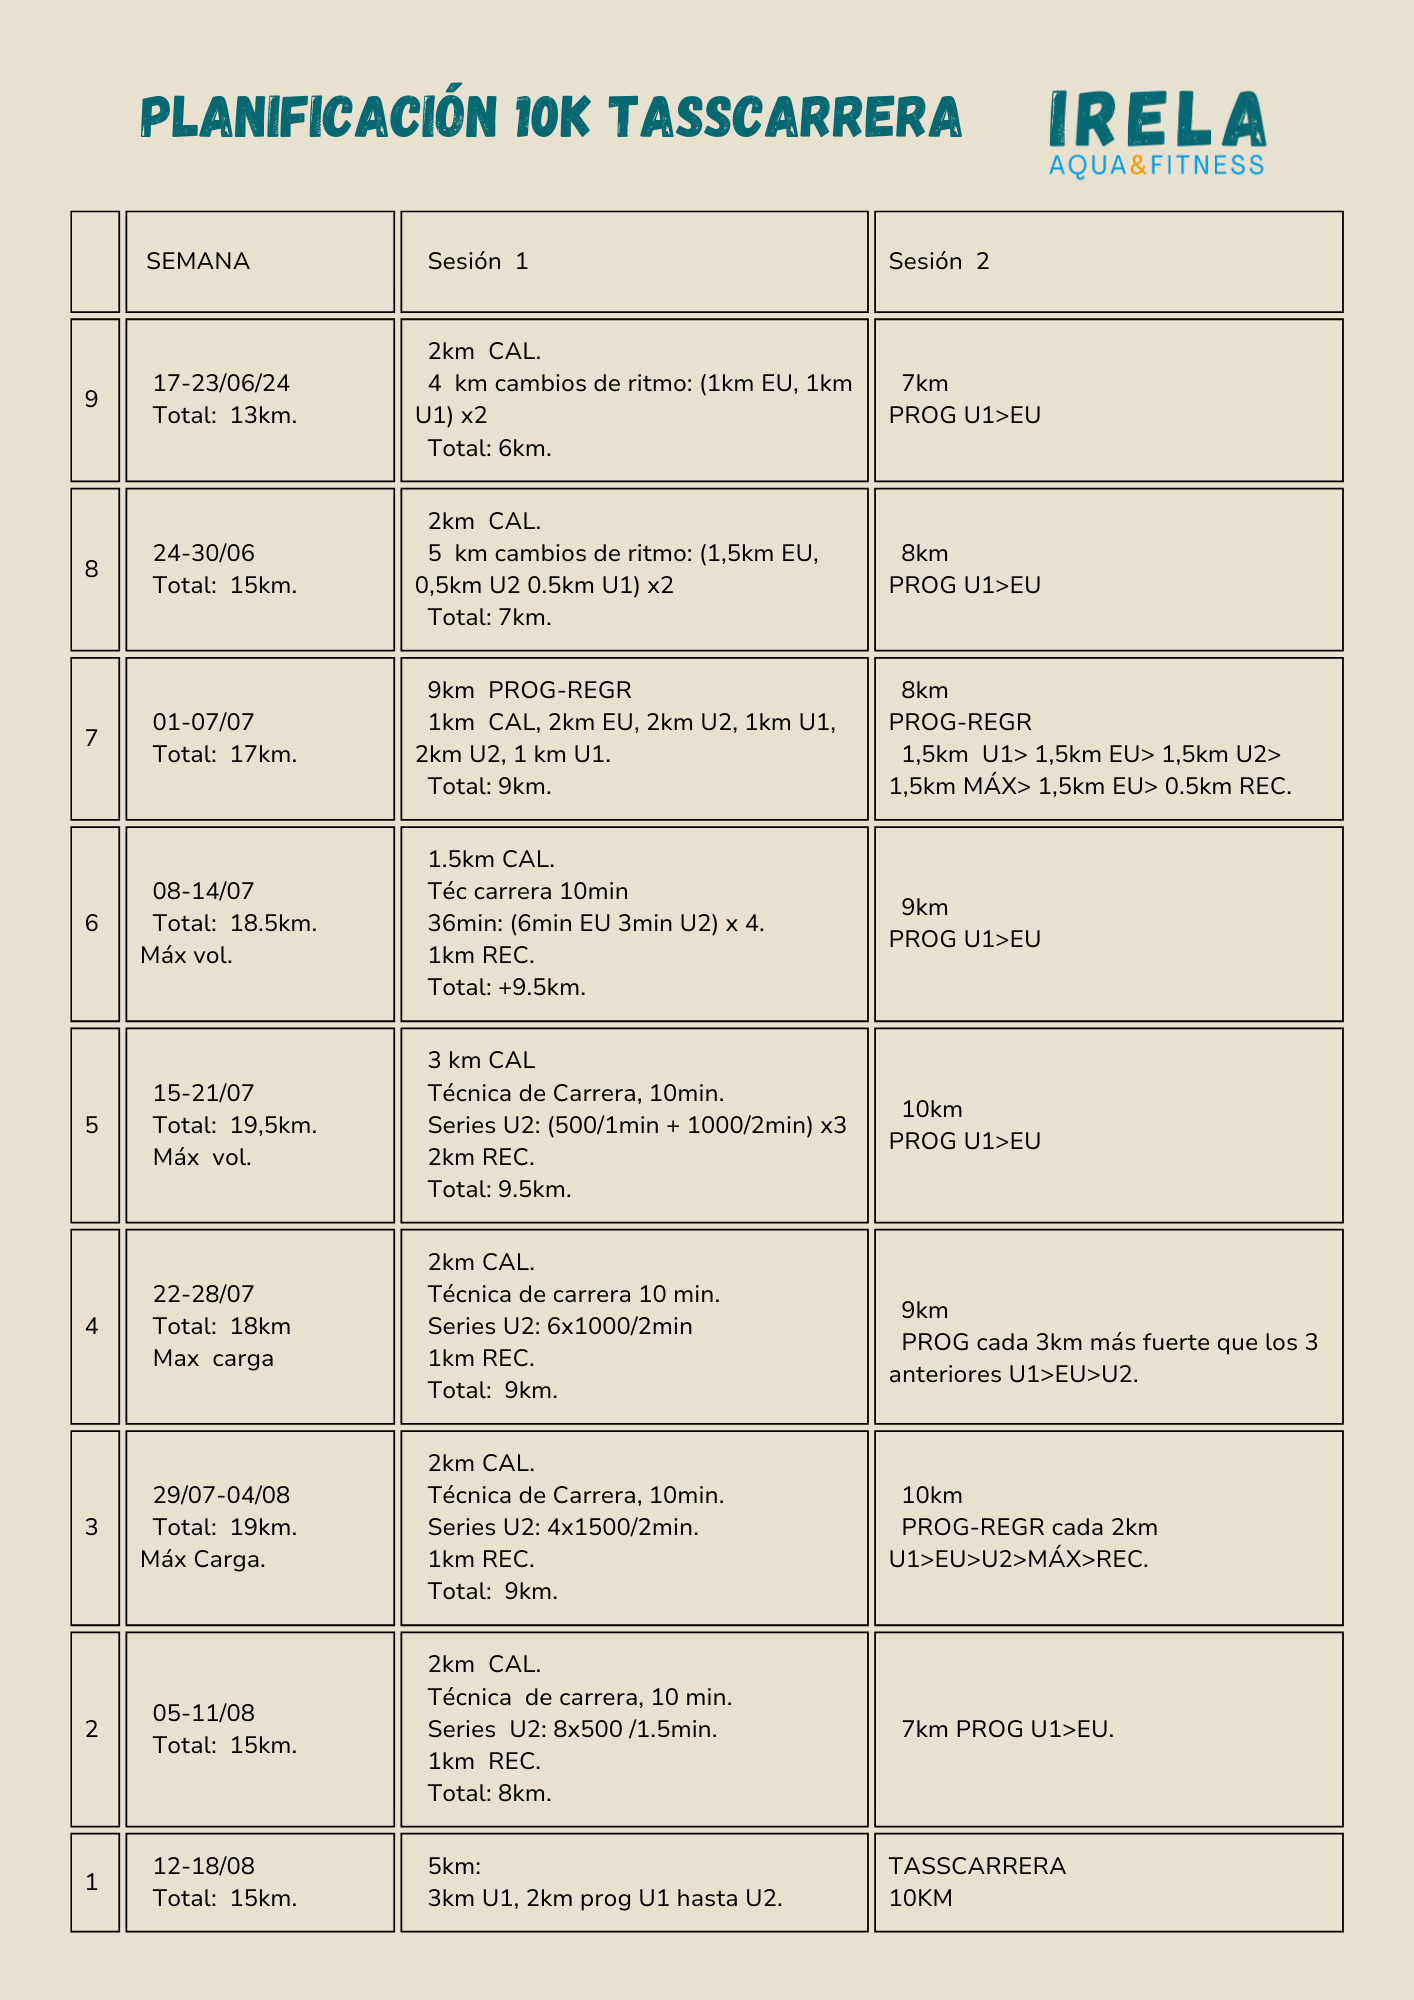 PLANIFICACIÓN 10K TASSCARRERA
IRELA
AQUA&FITNESS
SEMANA
Sesión 1
Sesión 2
9
17-23/06/24
Total: 13km.
2km CAL.
4 km cambios de ritmo: (1km EU, 1km
U1) x2
Total: 6km.
7km
PROG U1>EU
8
24-30/06
Total: 15km.
2km CAL.
5 km cambios de ritmo: (1,5km EU,
0,5km U2 0.5km U1) x2
Total: 7km.
8km
PROG U1>EU
7
01-07/07
Total: 17km.
9km PROG-REGR
1km CAL, 2km EU, 2km U2, 1km U1,
2km U2, 1 km U1.
Total: 9km.
8km
PROG-REGR
1,5km U1> 1,5km EU> 1,5km U2>
1,5km MÁX> 1,5km EU> 0.5km REC.
6
08-14/07
Total: 18.5km.
Máx vol.
1.5km CAL.
Téc carrera 10min
36min: (6min EU 3min U2) x 4.
1km REC.
Total: +9.5km.
9km
PROG U1>EU
5
15-21/07
Total: 19,5km.
Máx vol.
3 km CAL
Técnica de Carrera, 10min.
Series U2: (500/1min + 1000/2min) x3
2km REC.
Total: 9.5km.
10km
PROG U1>EU
4
22-28/07
Total: 18km
Max carga
2km CAL.
Técnica de carrera 10 min.
Series U2: 6x1000/2min
1km REC.
Total: 9km.
9km
PROG cada 3km más fuerte que los 3
anteriores U1>EU>U2.
3
29/07-04/08
Total: 19km.
Máx Carga.
2km CAL.
Técnica de Carrera, 10min.
Series U2: 4x1500/2min.
1km REC.
Total: 9km.
10km
PROG-REGR cada 2km
U1>EU>U2>MÁX>REC.
2
05-11/08
Total: 15km.
2km CAL.
Técnica de carrera, 10 min.
Series U2: 8x500 /1.5min.
1km REC.
Total: 8km.
7km PROG U1>EU.
1
12-18/08
Total: 15km.
5km:
3km U1, 2km prog U1 hasta U2.
TASSCARRERA
10KM